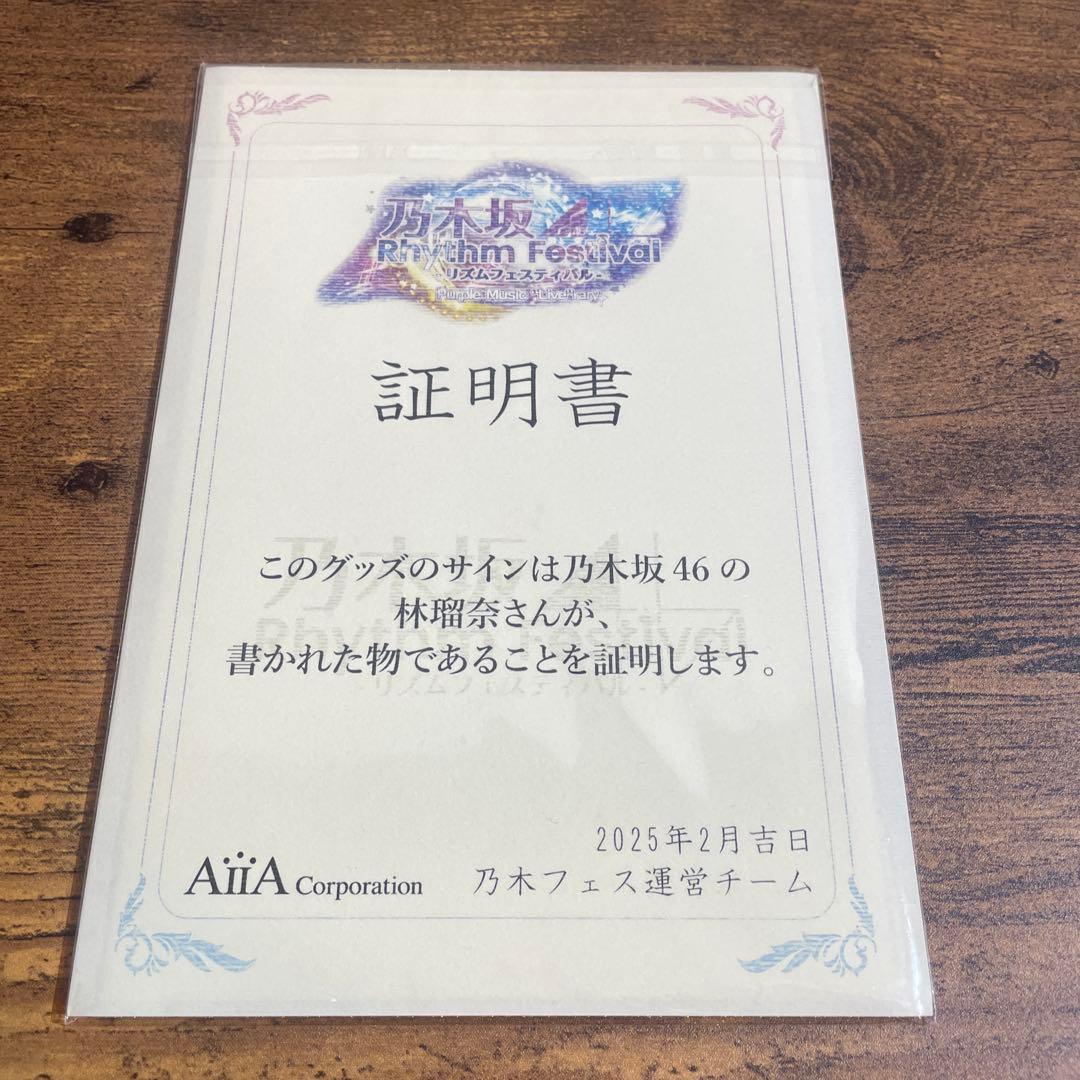 乃木坂
Rhythm Festival
- リズムフェスティバル -
Purple Music "Live"rary
証明書
このグッズのサインは乃木坂46の
林瑠奈さんが、
書かれた物であることを証明します。
2025年2月吉日
AiiA Corporation
乃木フェス運営チーム